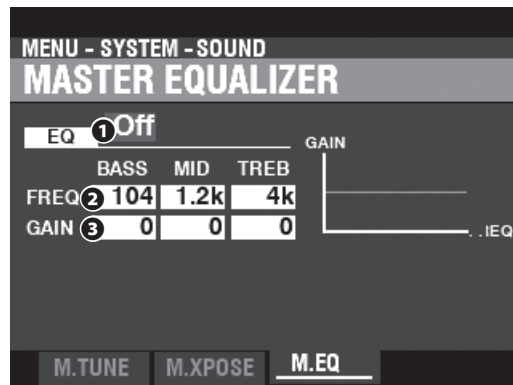 MENU - SYSTEM - SOUND
MASTER EQUALIZER
EQ 1 Off
GAIN
BASS MID TREB
FREQ 2 104 1.2k 4k
GAIN 3 0 0 0
M.TUNE M.XPOSE M.EQ